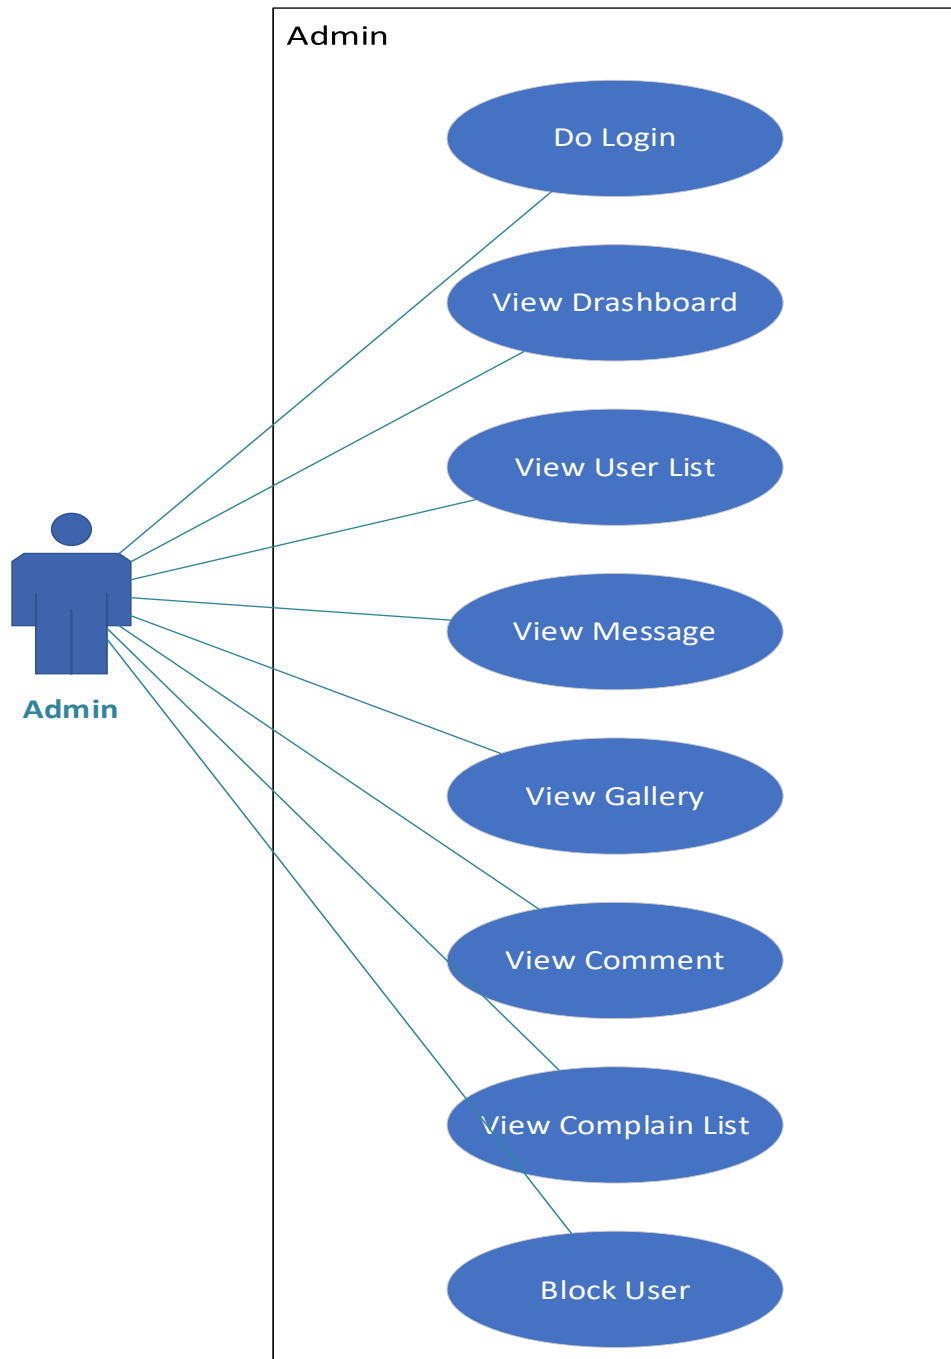 Admin
Do Login
View Drashboard
View User List
View Message
Admin
View Gallery
View Comment
View Complain List
Block User